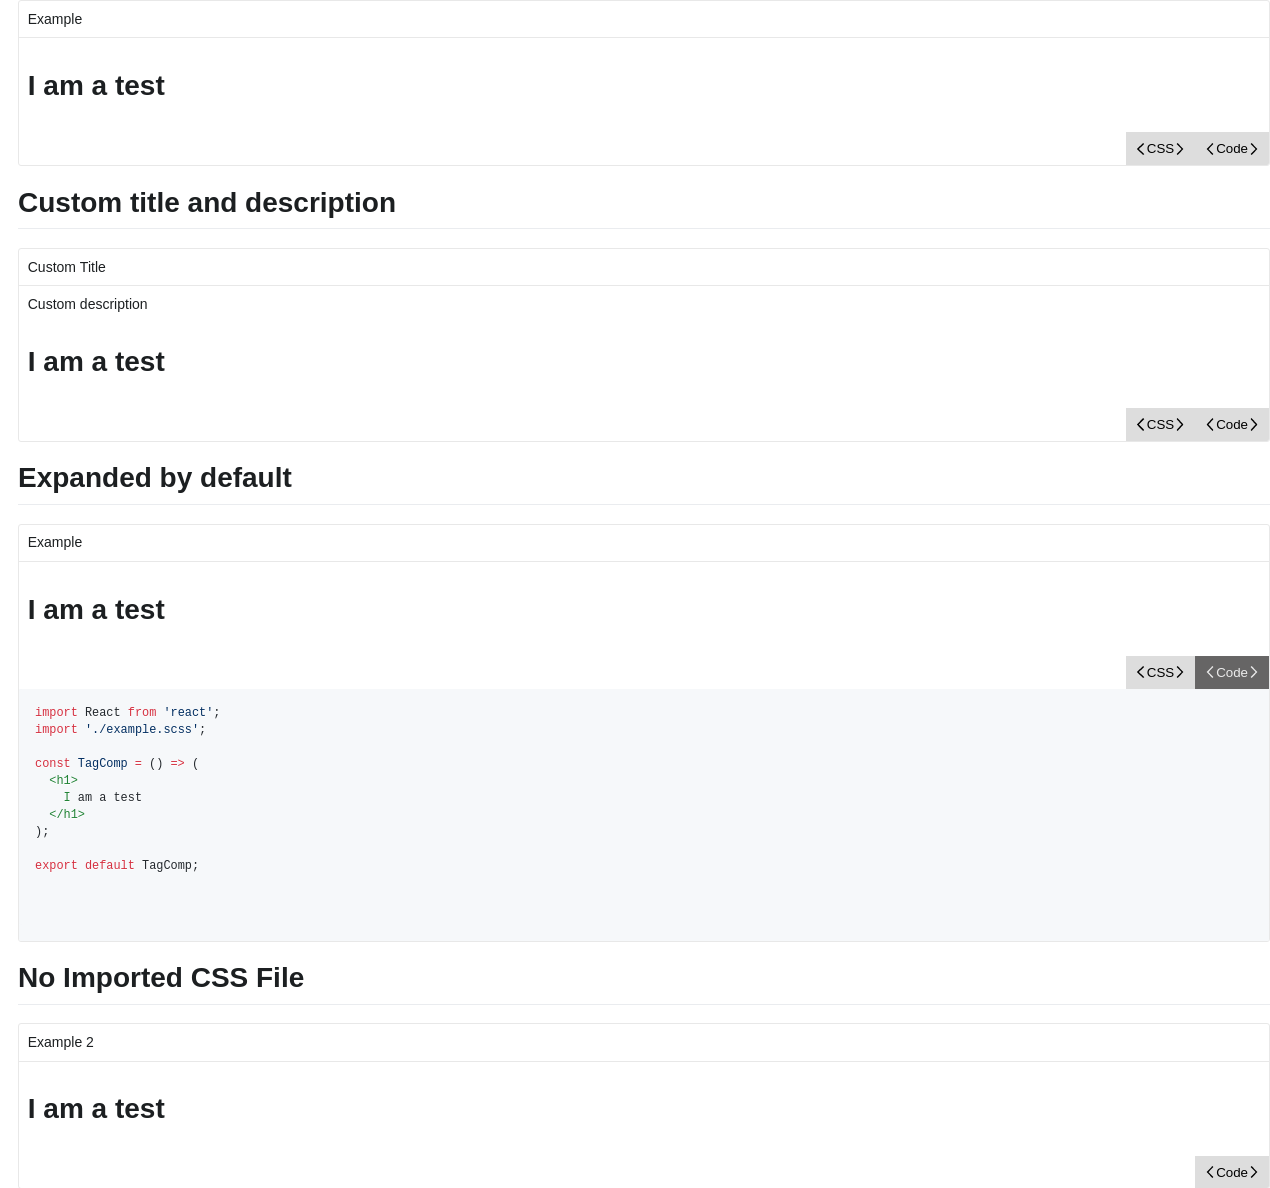 Example
I am a test
CSS Code
Custom title and description
Custom Title
Custom description
I am a test
CSS Code
Expanded by default
Example
I am a test
CSS Code
import React from 'react';
import './example.scss';
const TagComp = () => (
  <h1>
    I am a test
  </h1>
);
export default TagComp;
No Imported CSS File
Example 2
I am a test
Code